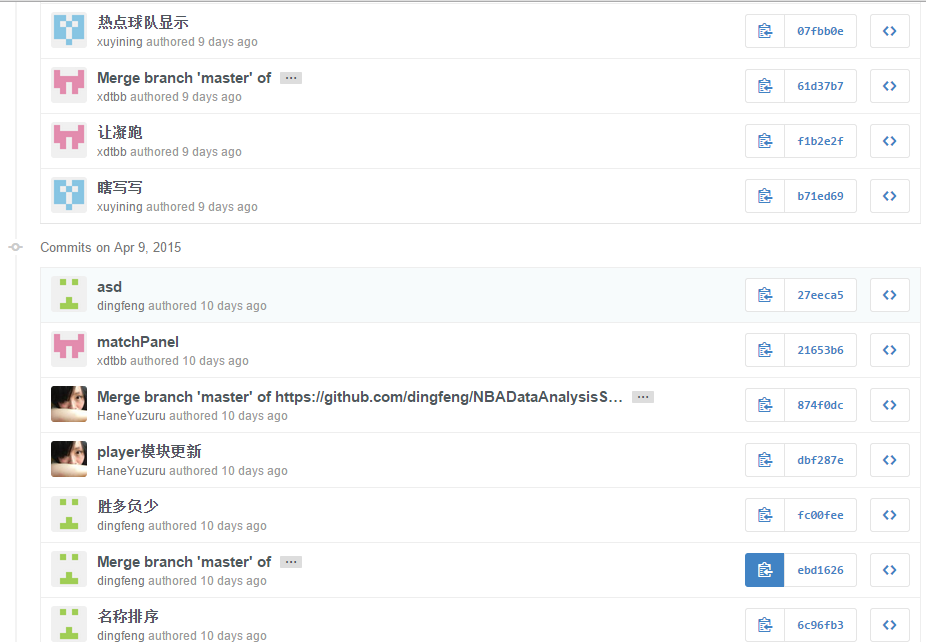 热点球队显示
xuyining authored 9 days ago
07fbb0e
Merge branch 'master' of ...
xdtbb authored 9 days ago
61d37b7
让凝跑
xdtbb authored 9 days ago
f1b2e2f
瞎写写
xuyining authored 9 days ago
b71ed69
Commits on Apr 9, 2015
asd
dingfeng authored 10 days ago
27eeca5
matchPanel
xdtbb authored 10 days ago
21653b6
Merge branch 'master' of https://github.com/dingfeng/NBADataAnalysisS… ...
HaneYuzuru authored 10 days ago
874f0dc
player模块更新
HaneYuzuru authored 10 days ago
dbf287e
胜多负少
dingfeng authored 10 days ago
fc00fee
Merge branch 'master' of ...
dingfeng authored 10 days ago
ebd1626
名称排序
dingfeng authored 10 days ago
6c96fb3